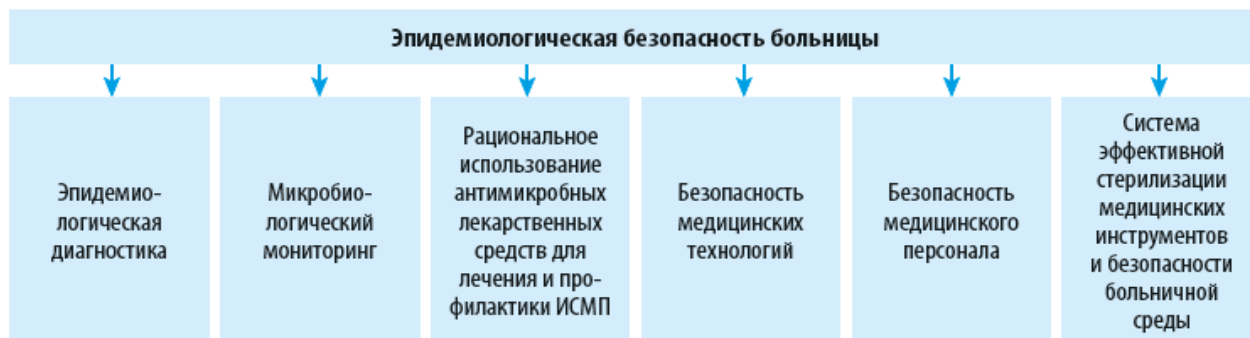 Эпидемиологическая безопасность больницы
Эпидемио-
логическая
диагностика
Микробио-
логический
мониторинг
Рациональное
использование
антимикробных
лекарственных
средств для
лечения и про-
филактики ИСМП
Безопасность
медицинских
технологий
Безопасность
медицинского
персонала
Система
эффективной
стерилизации
медицинских
инструментов
и безопасности
больничной
среды